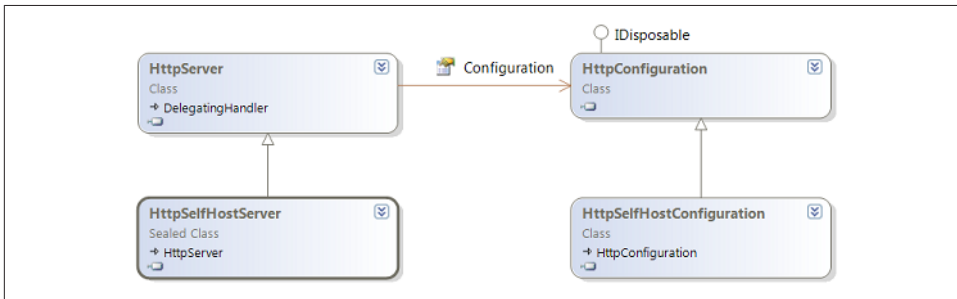 IDisposable
HttpServer
Class
DelegatingHandler
Configuration
HttpConfiguration
Class
HttpSelfHostServer
Sealed Class
HttpServer
HttpSelfHostConfiguration
Class
HttpConfiguration